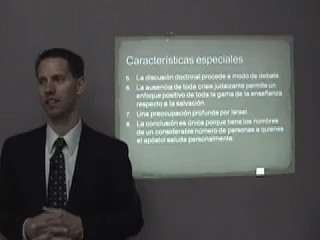 Características especiales
5. La discusión doctrinal procede a modo de debate.
6. La ausencia de toda crisis judaizante permite un
enfoque positivo de toda la gama de la enseñanza
respecto a la salvación.
7. Una preocupación profunda por Israel.
8. La conclusión es única porque tiene los nombres
de un considerable número de personas a quienes
el apóstol saluda personalmente.